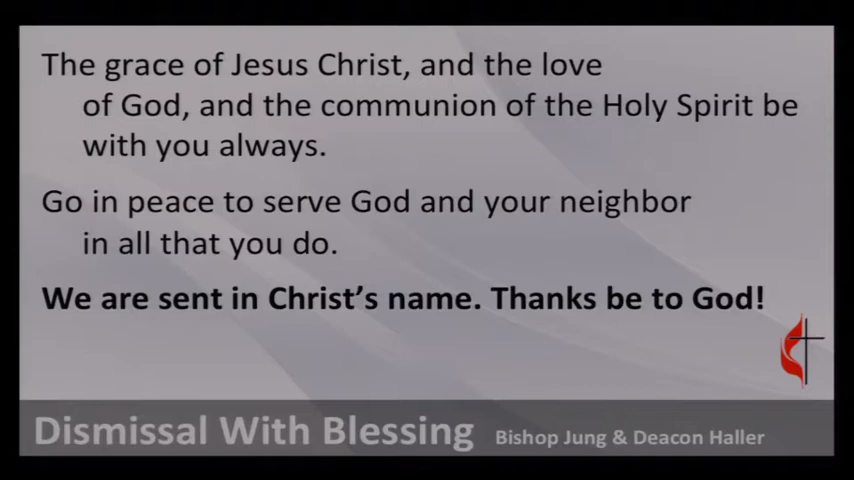 The grace of Jesus Christ, and the love
of God, and the communion of the Holy Spirit be
with you always.
Go in peace to serve God and your neighbor
in all that you do.
We are sent in Christ’s name. Thanks be to God!
Dismissal With Blessing Bishop Jung & Deacon Haller